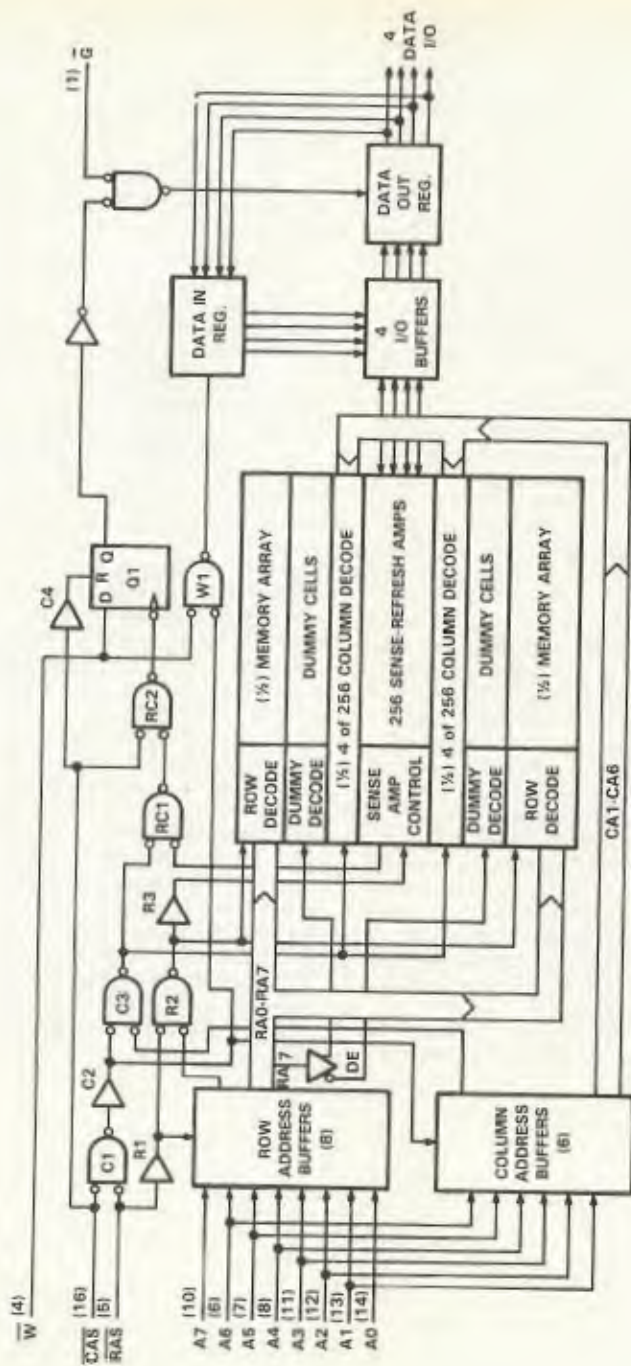 W̅ (4)
C̅A̅S̅ (16)
R̅A̅S̅ (5)
A7 (10)
A6 (6)
A5 (7)
A4 (8)
A3 (11)
A2 (12)
A1 (13)
A0 (14)
C1
C2
R1
C3
R2
R3
RC1
RC2
C4
D R Q
Q1
W1
(1) G̅
ROW
ADDRESS
BUFFERS
(8)
RA0-RA7
RA7
DE
COLUMN
ADDRESS
BUFFERS
(6)
CA1-CA6
ROW
DECODE
(½) MEMORY ARRAY
DUMMY
DECODE
DUMMY CELLS
(½) 4 of 256 COLUMN DECODE
SENSE
AMP
CONTROL
256 SENSE-REFRESH AMPS
(½) 4 of 256 COLUMN DECODE
DUMMY
DECODE
DUMMY CELLS
ROW
DECODE
(½) MEMORY ARRAY
DATA IN
REG.
4
I/O
BUFFERS
DATA
OUT
REG.
4
DATA
I/O